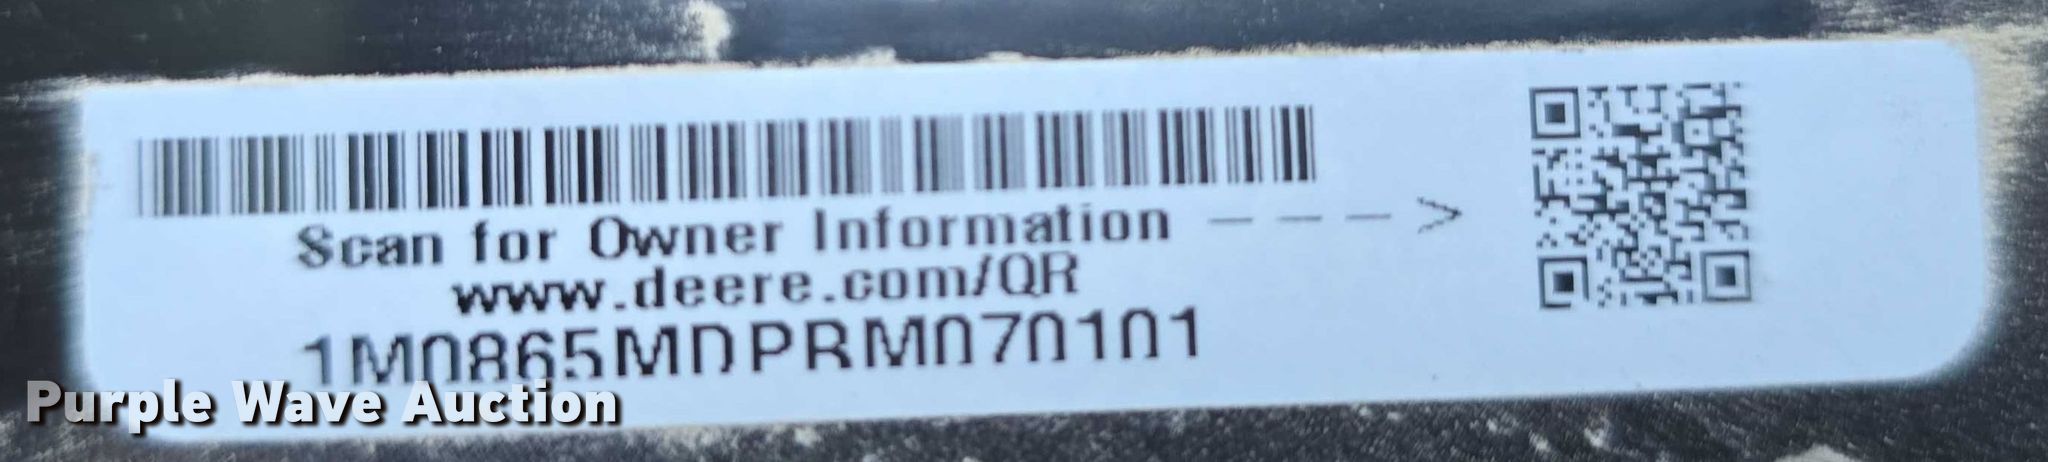 Scan for Owner Information - - - >
www.deere.com/QR
1M0865MDPRM070101
Purple Wave Auction